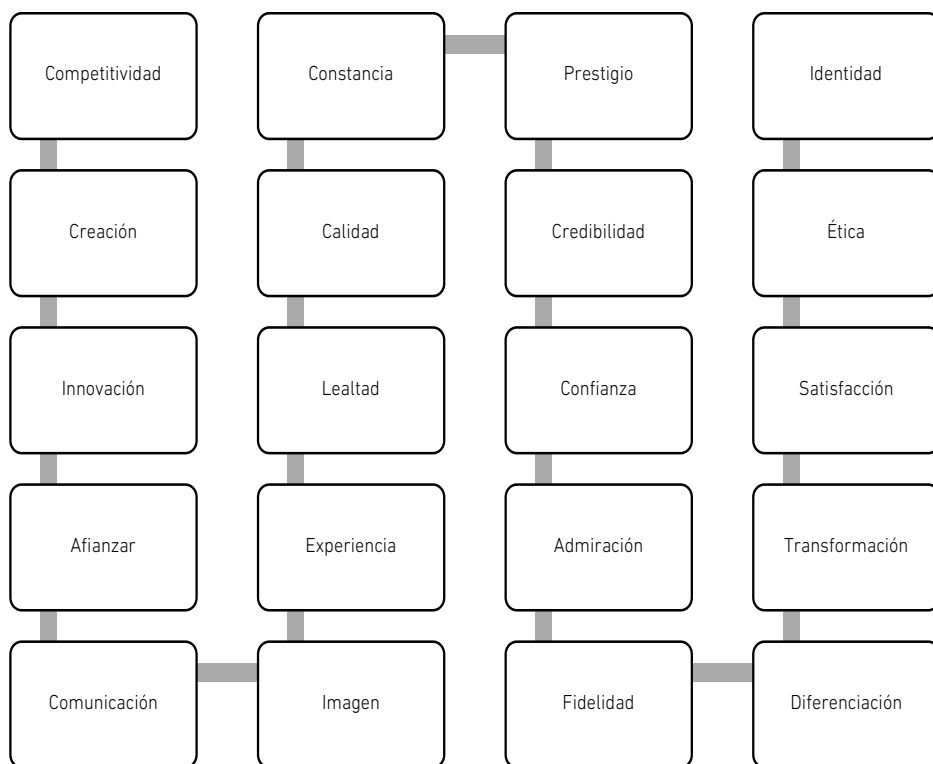 Competitividad
Creación
Innovación
Afianzar
Comunicación
Imagen
Experiencia
Lealtad
Calidad
Constancia
Prestigio
Credibilidad
Confianza
Admiración
Fidelidad
Diferenciación
Transformación
Satisfacción
Ética
Identidad